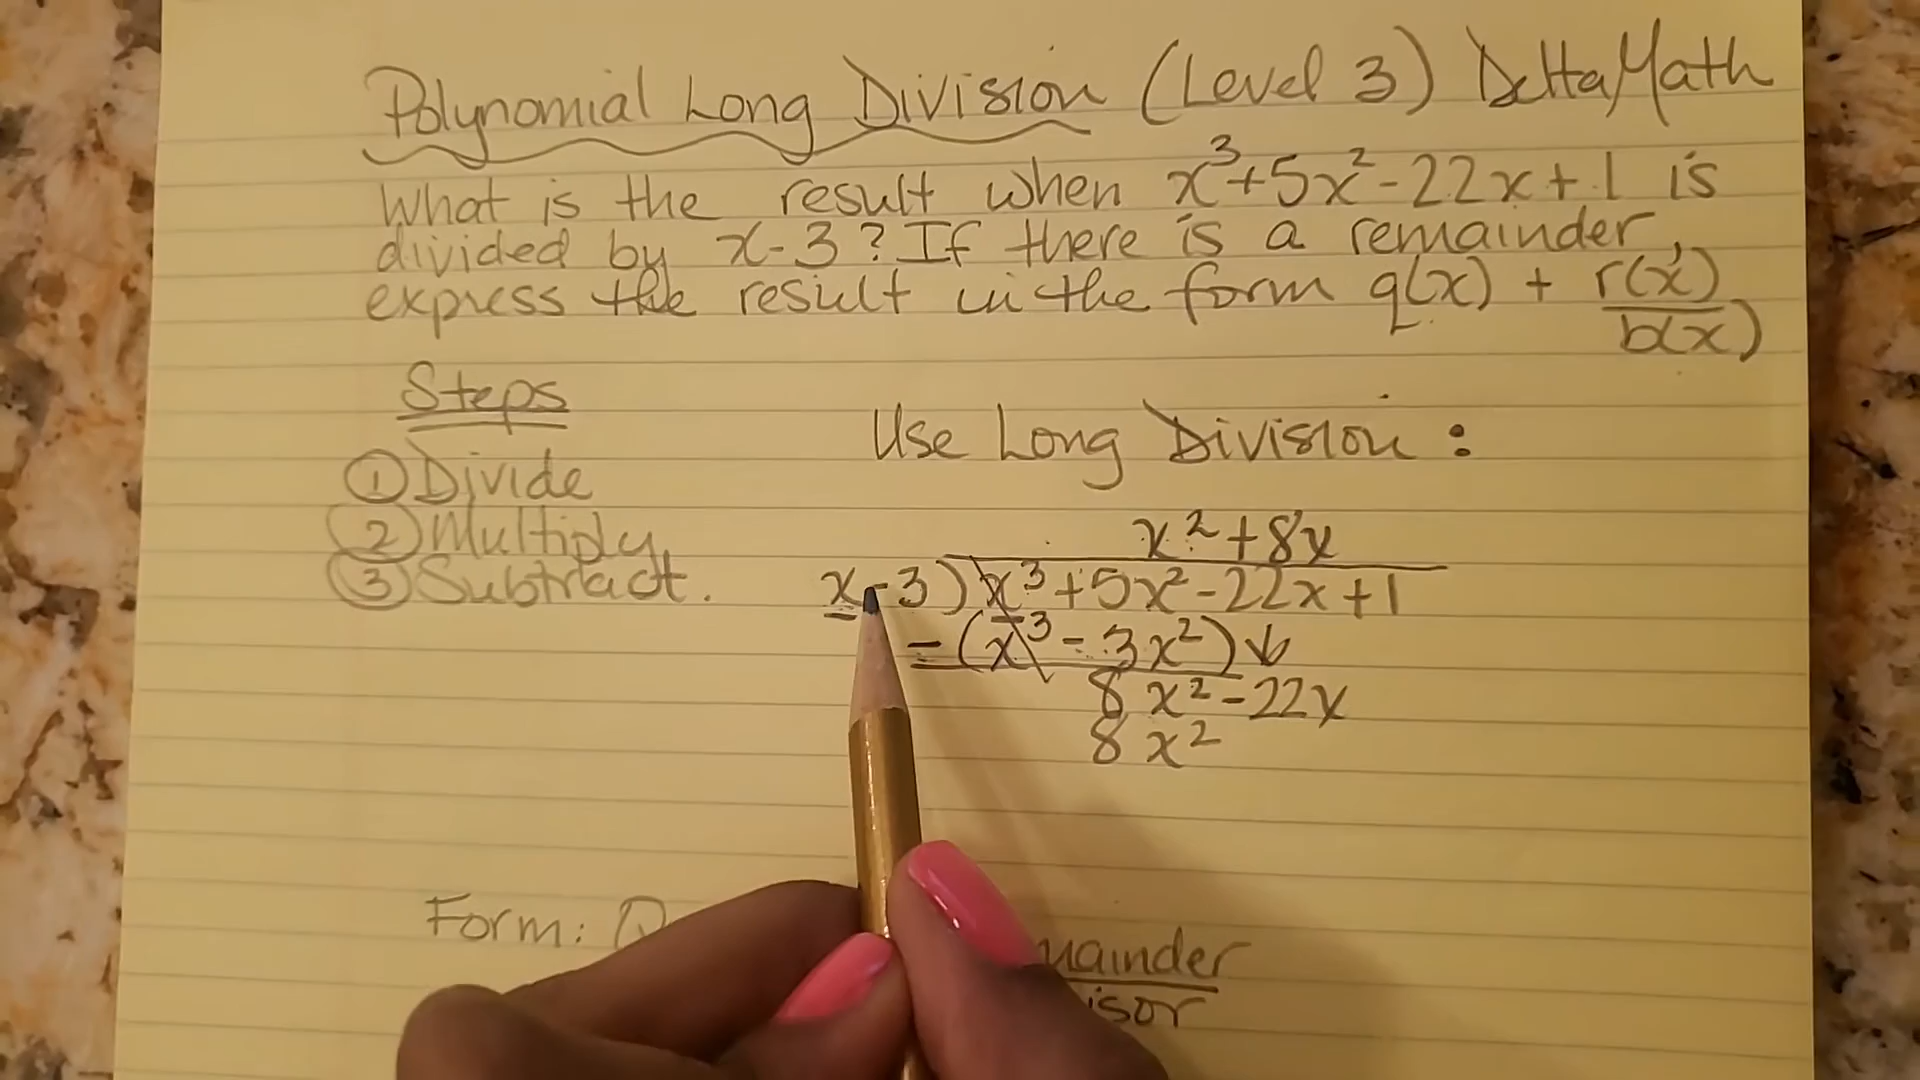 Polynomial Long Division (Level 3) DeltaMath
What is the result when x³+5x²-22x+1 is
divided by x-3? If there is a remainder,
express the result in the form q(x) + r(x)
b(x)
Steps
① Divide
② Multiply
③ Subtract.
Use Long Division:
x²+8x
x-3)x³+5x²-22x+1
-(x³-3x²)↓
8x²-22x
8x²
Form: